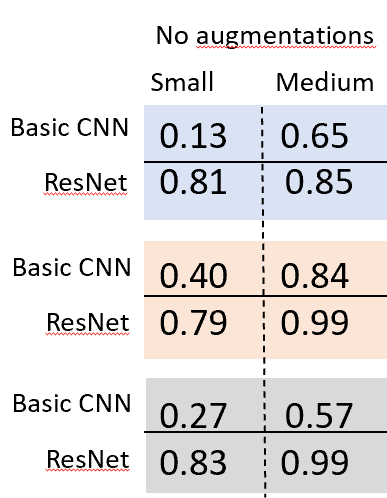 No augmentations
Small Medium
Basic CNN 0.13 0.65
ResNet 0.81 0.85
Basic CNN 0.40 0.84
ResNet 0.79 0.99
Basic CNN 0.27 0.57
ResNet 0.83 0.99